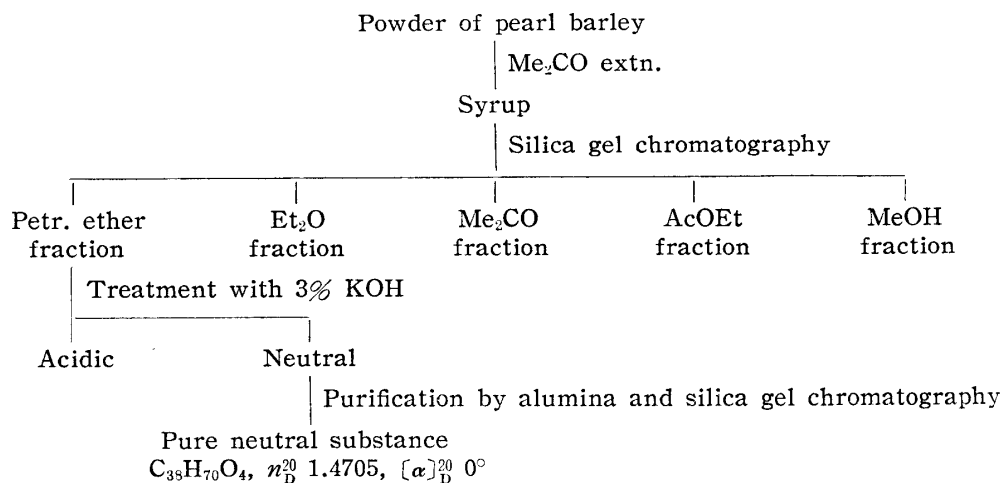 Powder of pearl barley
Me₂CO extn.
Syrup
Silica gel chromatography
Petr. ether fraction
Et₂O fraction
Me₂CO fraction
AcOEt fraction
MeOH fraction
Treatment with 3% KOH
Acidic
Neutral
Purification by alumina and silica gel chromatography
Pure neutral substance
C₃₈H₇₀O₄, n²⁰_D 1.4705, [α]²⁰_D 0°